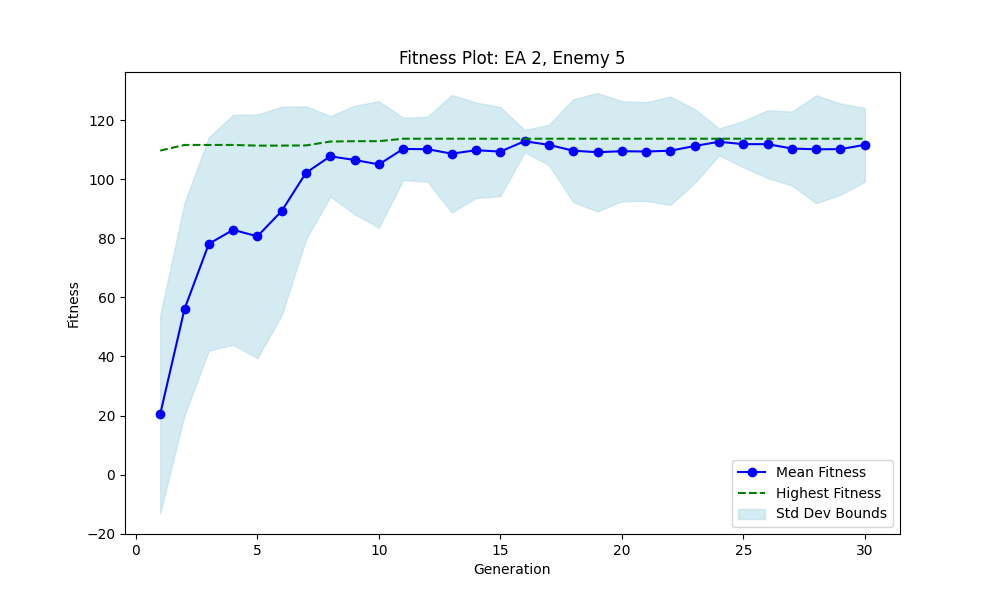 Fitness Plot: EA 2, Enemy 5
Fitness
120
100
80
60
40
20
0
−20
0 5 10 15 20 25 30
Generation
Mean Fitness
Highest Fitness
Std Dev Bounds